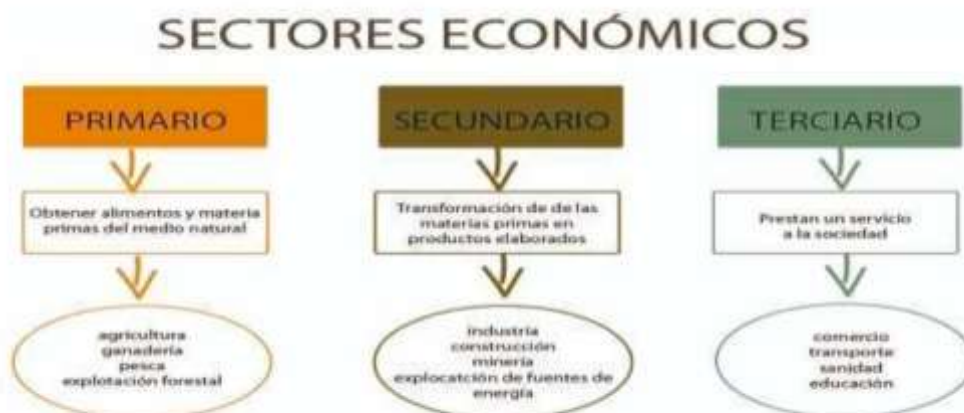 SECTORES ECONÓMICOS
PRIMARIO
Obtener alimentos y materia
primas del medio natural
agricultura
ganadería
pesca
explotación forestal
SECUNDARIO
Transformación de de las
materias primas en
productos elaborados
industria
construcción
minería
explocatción de fuentes de
energía
TERCIARIO
Prestan un servicio
a la sociedad
comercio
transporte
sanidad
educación